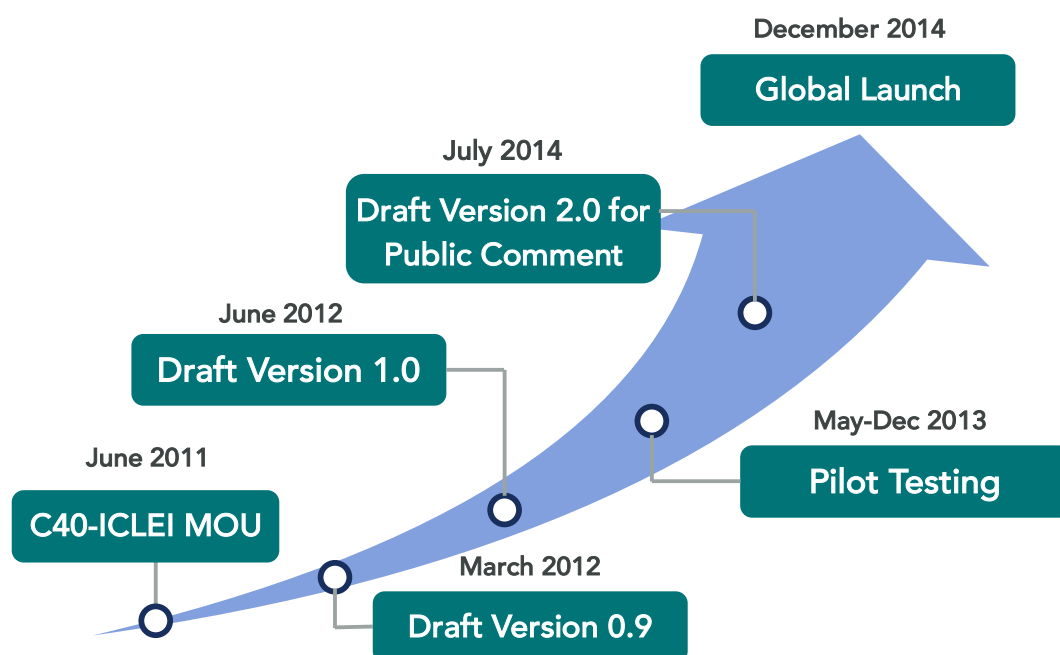 December 2014
Global Launch
July 2014
Draft Version 2.0 for
Public Comment
June 2012
Draft Version 1.0
May-Dec 2013
Pilot Testing
June 2011
C40-ICLEI MOU
March 2012
Draft Version 0.9